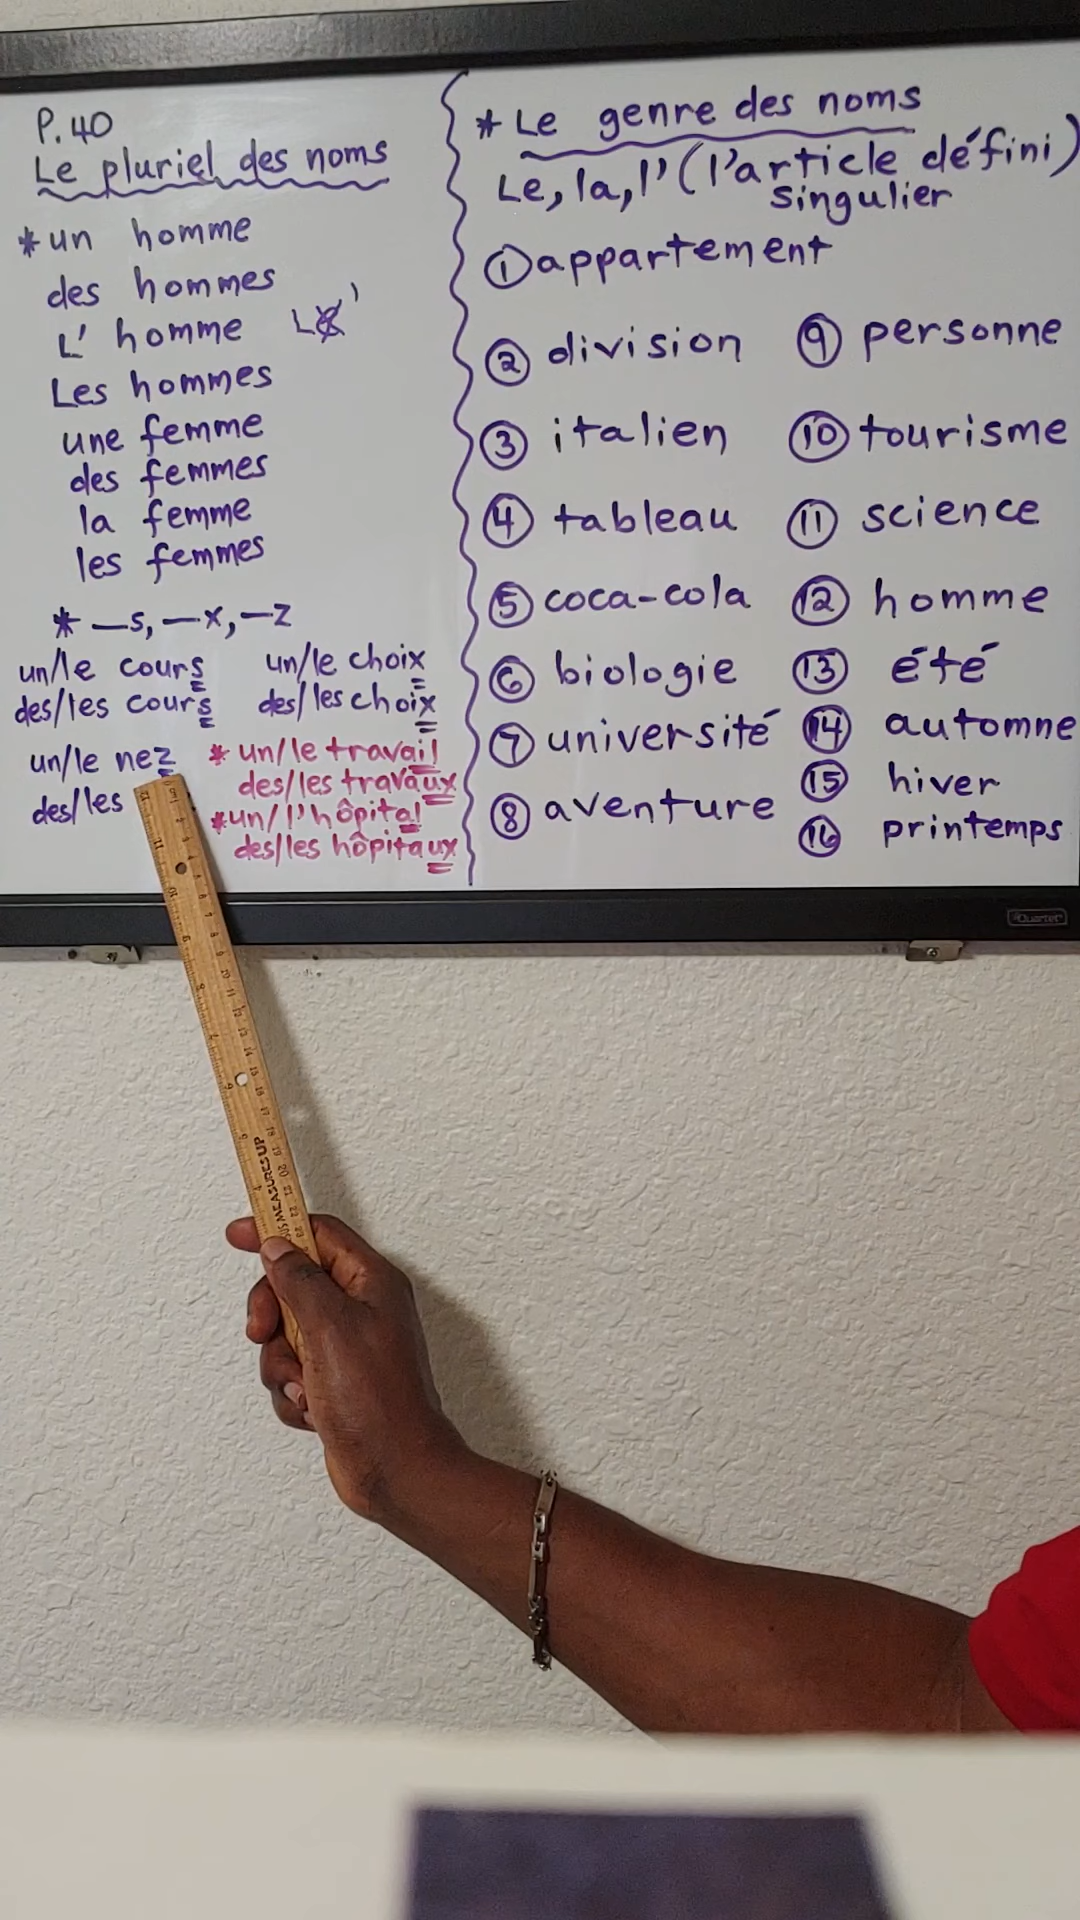 P.40
Le pluriel des noms
*un homme
des hommes
L' homme Le'
Les hommes
une femme
des femmes
la femme
les femmes
* —s, —x, —z
un/le cours
des/les cours
un/le choix
des/les choix
un/le nez
des/les
* un/le travail
des/les travaux
*un/l'hôpital
des/les hôpitaux
* Le genre des noms
Le, la, l' (l'article défini)
singulier
① appartement
② division
③ italien
④ tableau
⑤ coca-cola
⑥ biologie
⑦ université
⑧ aventure
⑨ personne
⑩ tourisme
⑪ science
⑫ homme
⑬ été
⑭ automne
⑮ hiver
⑯ printemps
Quartet
MEASURES UP